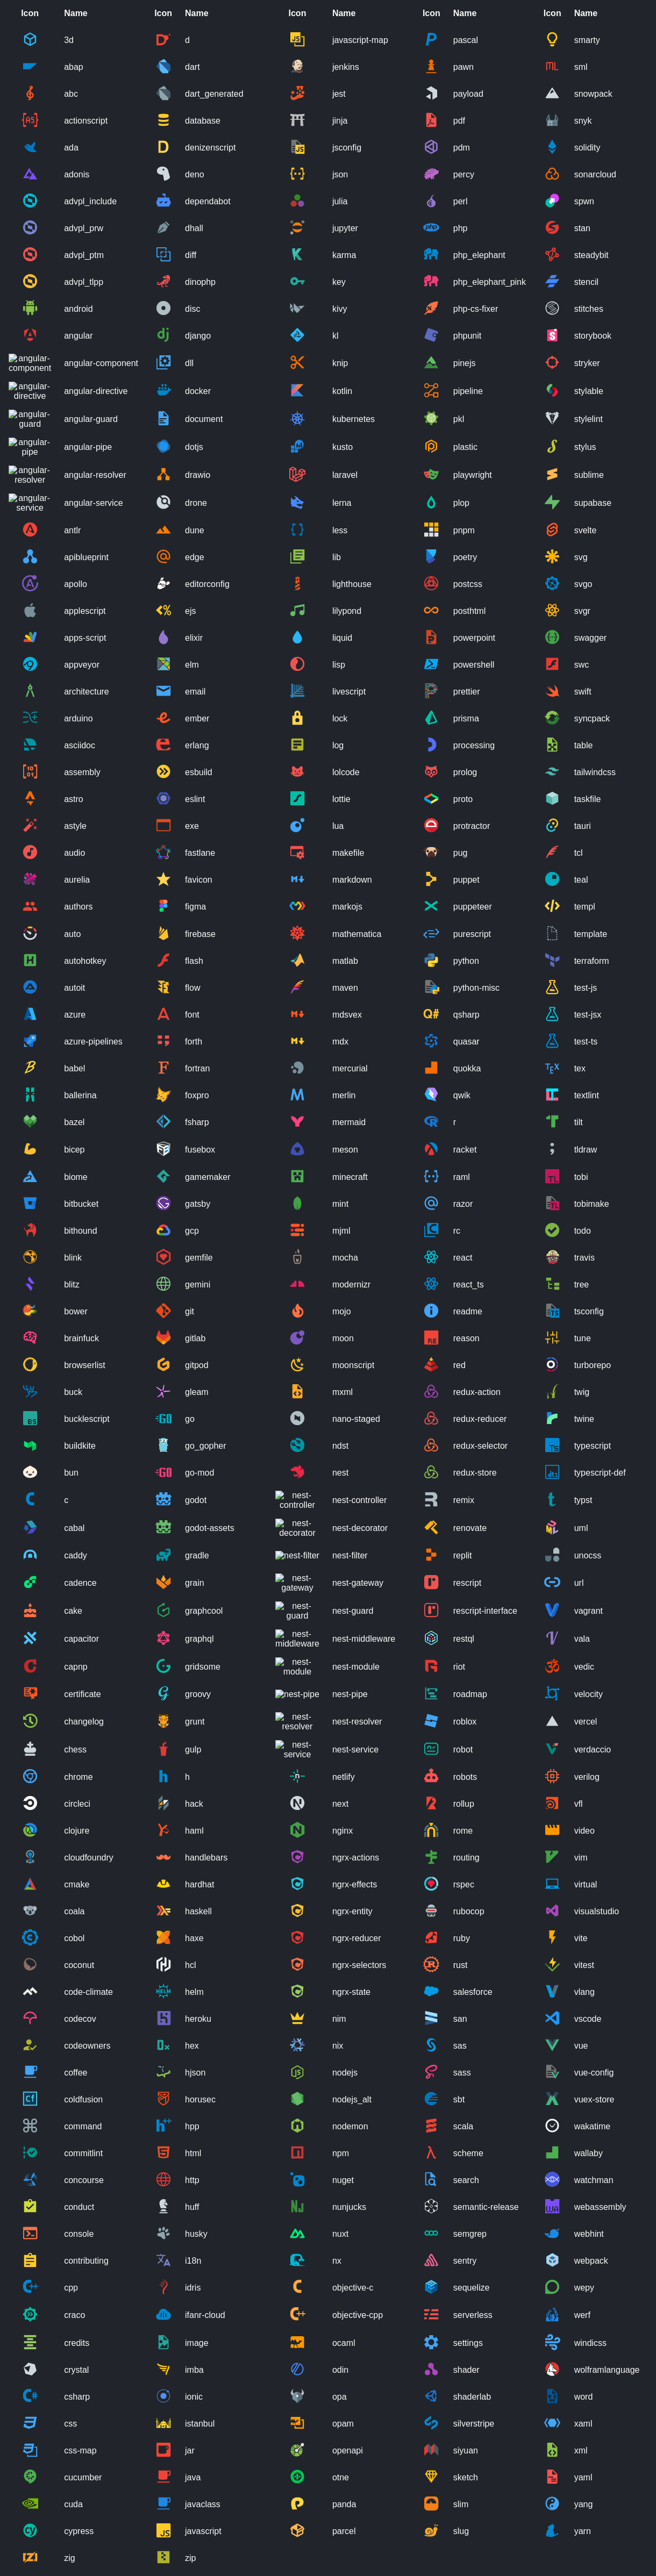 Icon Name Icon Name Icon Name Icon Name Icon Name
3d d javascript-map pascal smarty
abap dart jenkins pawn sml
abc dart_generated jest payload snowpack
actionscript database jinja pdf snyk
ada denizenscript jsconfig pdm solidity
adonis deno json percy sonarcloud
advpl_include dependabot julia perl spwn
advpl_prw dhall jupyter php stan
advpl_ptm diff karma php_elephant steadybit
advpl_tlpp dinophp key php_elephant_pink stencil
android disc kivy php-cs-fixer stitches
angular django kl phpunit storybook
angular-component angular-component dll knip pinejs stryker
angular-directive angular-directive docker kotlin pipeline stylable
angular-guard angular-guard document kubernetes pkl stylelint
angular-pipe angular-pipe dotjs kusto plastic stylus
angular-resolver angular-resolver drawio laravel playwright sublime
angular-service angular-service drone lerna plop supabase
antlr dune less pnpm svelte
apiblueprint edge lib poetry svg
apollo editorconfig lighthouse postcss svgo
applescript ejs lilypond posthtml svgr
apps-script elixir liquid powerpoint swagger
appveyor elm lisp powershell swc
architecture email livescript prettier swift
arduino ember lock prisma syncpack
asciidoc erlang log processing table
assembly esbuild lolcode prolog tailwindcss
astro eslint lottie proto taskfile
astyle exe lua protractor tauri
audio fastlane makefile pug tcl
aurelia favicon markdown puppet teal
authors figma markojs puppeteer templ
auto firebase mathematica purescript template
autohotkey flash matlab python terraform
autoit flow maven python-misc test-js
azure font mdsvex qsharp test-jsx
azure-pipelines forth mdx quasar test-ts
babel fortran mercurial quokka tex
ballerina foxpro merlin qwik textlint
bazel fsharp mermaid r tilt
bicep fusebox meson racket tldraw
biome gamemaker minecraft raml tobi
bitbucket gatsby mint razor tobimake
bithound gcp mjml rc todo
blink gemfile mocha react travis
blitz gemini modernizr react_ts tree
bower git mojo readme tsconfig
brainfuck gitlab moon reason tune
browserlist gitpod moonscript red turborepo
buck gleam mxml redux-action twig
bucklescript go nano-staged redux-reducer twine
buildkite go_gopher ndst redux-selector typescript
bun go-mod nest redux-store typescript-def
c godot nest-controller nest-controller remix typst
cabal godot-assets nest-decorator nest-decorator renovate uml
caddy gradle nest-filter nest-filter replit unocss
cadence grain nest-gateway nest-gateway rescript url
cake graphcool nest-guard nest-guard rescript-interface vagrant
capacitor graphql nest-middleware nest-middleware restql vala
capnp gridsome nest-module nest-module riot vedic
certificate groovy nest-pipe nest-pipe roadmap velocity
changelog grunt nest-resolver nest-resolver roblox vercel
chess gulp nest-service nest-service robot verdaccio
chrome h netlify robots verilog
circleci hack next rollup vfl
clojure haml nginx rome video
cloudfoundry handlebars ngrx-actions routing vim
cmake hardhat ngrx-effects rspec virtual
coala haskell ngrx-entity rubocop visualstudio
cobol haxe ngrx-reducer ruby vite
coconut hcl ngrx-selectors rust vitest
code-climate helm ngrx-state salesforce vlang
codecov heroku nim san vscode
codeowners hex nix sas vue
coffee hjson nodejs sass vue-config
coldfusion horusec nodejs_alt sbt vuex-store
command hpp nodemon scala wakatime
commitlint html npm scheme wallaby
concourse http nuget search watchman
conduct huff nunjucks semantic-release webassembly
console husky nuxt semgrep webhint
contributing i18n nx sentry webpack
cpp idris objective-c sequelize wepy
craco ifanr-cloud objective-cpp serverless werf
credits image ocaml settings windicss
crystal imba odin shader wolframlanguage
csharp ionic opa shaderlab word
css istanbul opam silverstripe xaml
css-map jar openapi siyuan xml
cucumber java otne sketch yaml
cuda javaclass panda slim yang
cypress javascript parcel slug yarn
zig zip